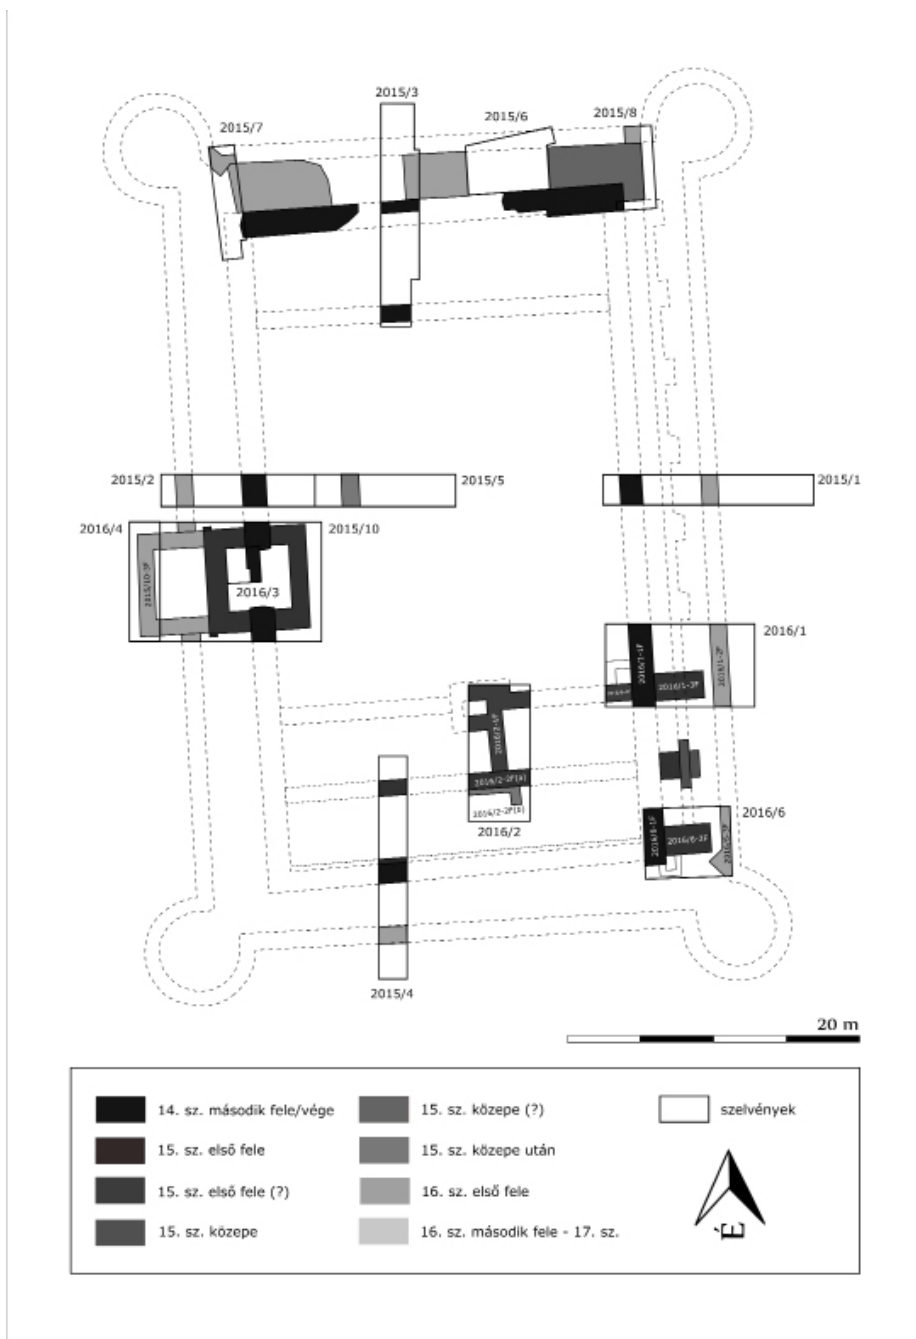 2015/3
2015/7
2015/6
2015/8
2015/2
2015/5
2015/1
2016/4
2015/10
2015/10-3F
2016/3
2016/1
2016/1-1F
2016/1-2F
2016/1-3F
2016/2-1F
2016/2-2F(a)
2016/2-2F(b)
2016/2
2016/6
2016/6-1F
2016/6-2F
2015/4
20 m
14. sz. második fele/vége
15. sz. első fele
15. sz. első fele (?)
15. sz. közepe
15. sz. közepe (?)
15. sz. közepe után
16. sz. első fele
16. sz. második fele - 17. sz.
szelvények
É